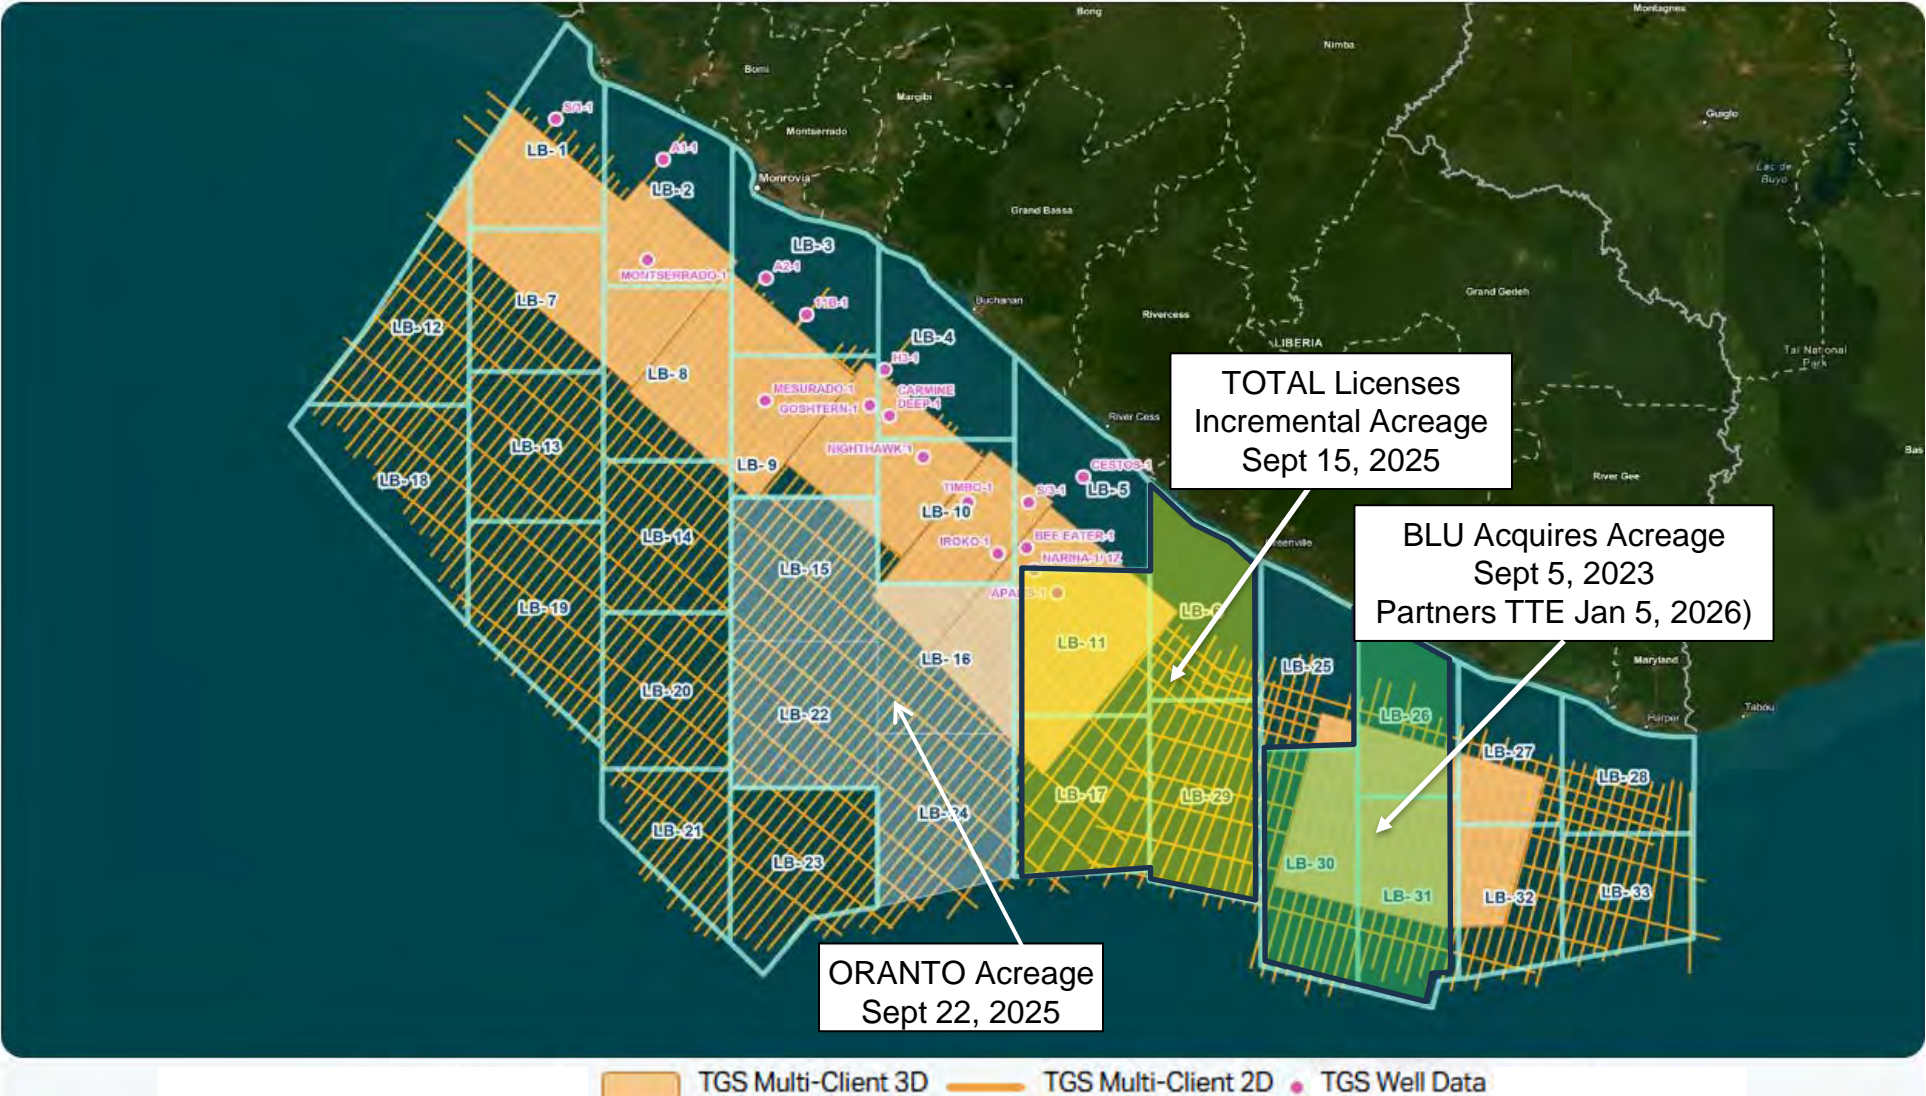 Bong
Montagnes
Nimba
Bomi
Margibi
S/1-1
Guiglo
Montserrado
LB-1
A1-1
Lac de
Buyo
Monrovia
LB-2
Grand Bassa
LB-3
A2-1
MONTSERRADO-1
Grand Gedeh
LB-7
Buchanan
11B-1
Rivercess
LB-12
LB-4
LIBERIA
Tai National
Park
H3-1
LB-8
MESURADO-1
CARMINE
DEEP-1
GOSHTERN-1
TOTAL Licenses
Incremental Acreage
Sept 15, 2025
River Cess
LB-13
NIGHTHAWK-1
Bas
LB-9
CESTOS-1
LB-18
TIMBO-1
S/3-1
LB-5
River Gee
LB-10
BLU Acquires Acreage
Sept 5, 2023
Partners TTE Jan 5, 2026)
LB-14
IROKO-1
BEE EATER-1
Greenville
NARINA-1/1Z
LB-15
LB-19
LB-6
LB-11
LB-16
LB-25
Maryland
LB-20
LB-22
LB-26
Harper
Tabou
LB-27
LB-28
LB-17
LB-29
LB-21
LB-23
LB-30
LB-31
LB-32
LB-33
ORANTO Acreage
Sept 22, 2025
TGS Multi-Client 3D
TGS Multi-Client 2D
TGS Well Data